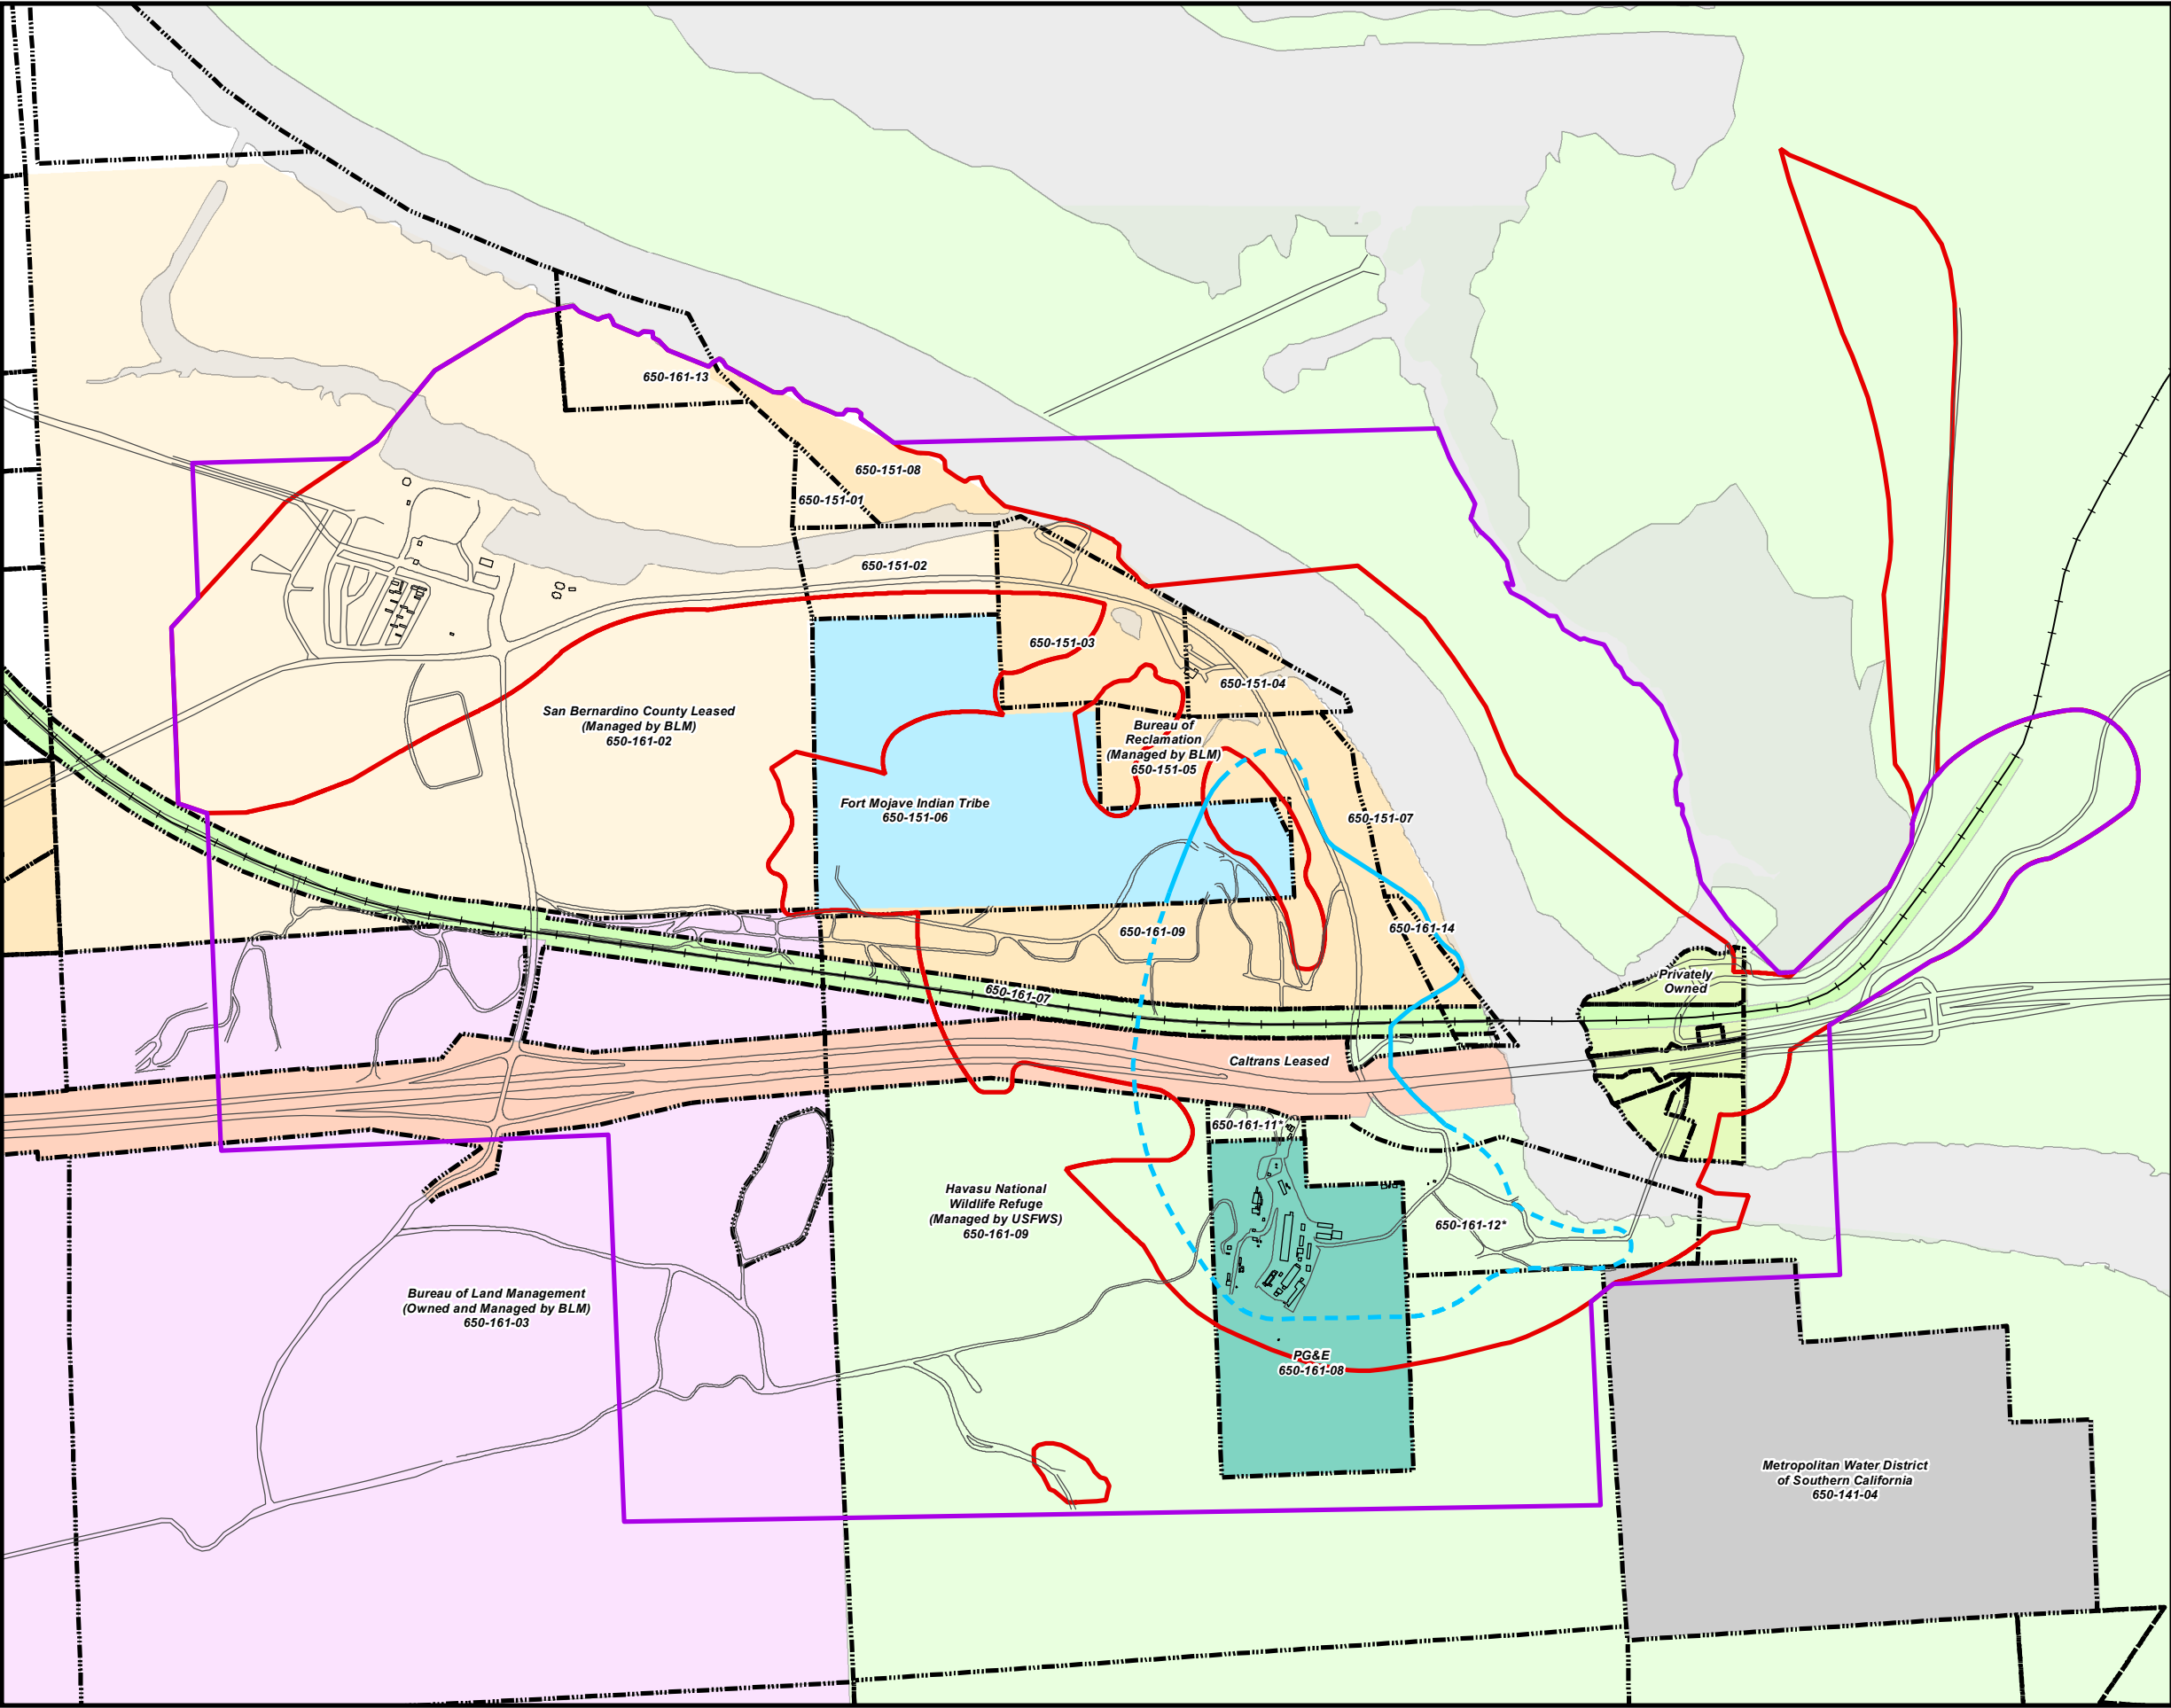 650-161-13
650-151-08
650-151-01
650-151-02
650-151-03
650-151-04
San Bernardino County Leased
(Managed by BLM)
650-161-02
Bureau of
Reclamation
(Managed by BLM)
650-151-05
Fort Mojave Indian Tribe
650-151-06
650-151-07
650-161-09
650-161-14
Privately
Owned
650-161-07
Caltrans Leased
650-161-11*
Havasu National
Wildlife Refuge
(Managed by USFWS)
650-161-09
650-161-12*
Bureau of Land Management
(Owned and Managed by BLM)
650-161-03
PG&E
650-161-08
Metropolitan Water District
of Southern California
650-141-04